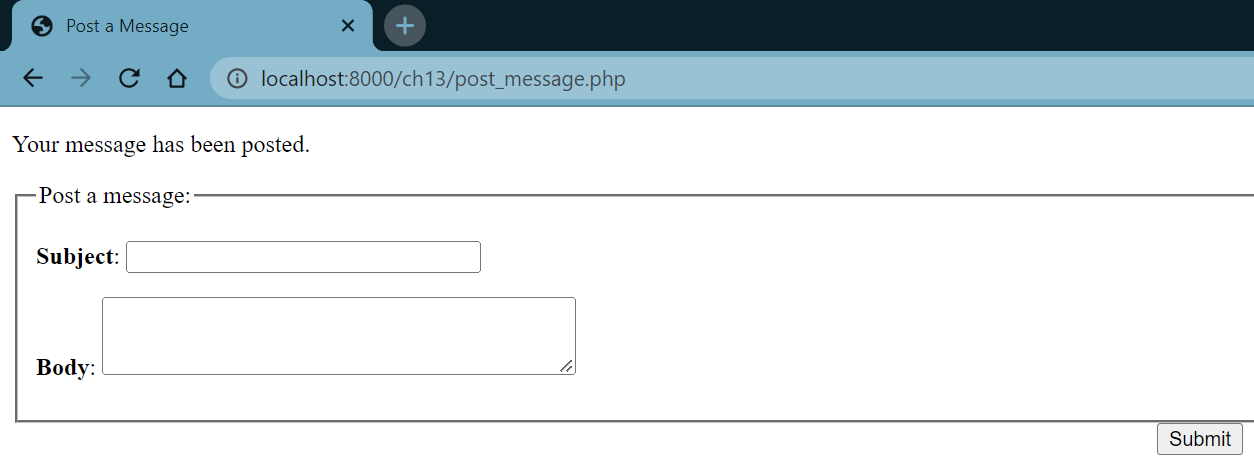 Post a Message
localhost:8000/ch13/post_message.php
Your message has been posted.
Post a message:
Subject:
Body:
Submit